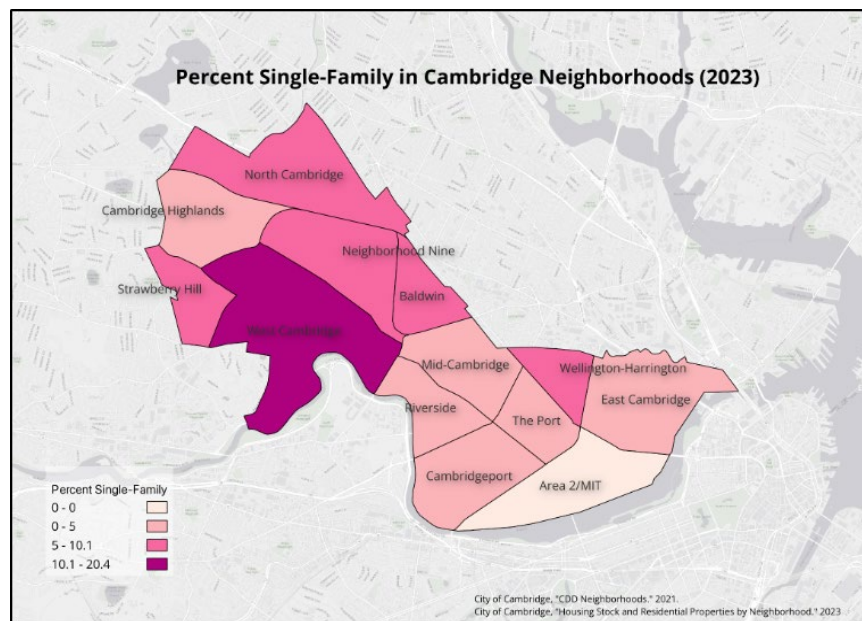 Percent Single-Family in Cambridge Neighborhoods (2023)
North Cambridge
Cambridge Highlands
Neighborhood Nine
Strawberry Hill
Baldwin
West Cambridge
Mid-Cambridge
Wellington-Harrington
East Cambridge
Riverside
The Port
Cambridgeport
Area 2/MIT
Percent Single-Family
0 - 0
0 - 5
5 - 10.1
10.1 - 20.4
City of Cambridge, "CDD Neighborhoods." 2021.
City of Cambridge, "Housing Stock and Residential Properties by Neighborhood." 2023